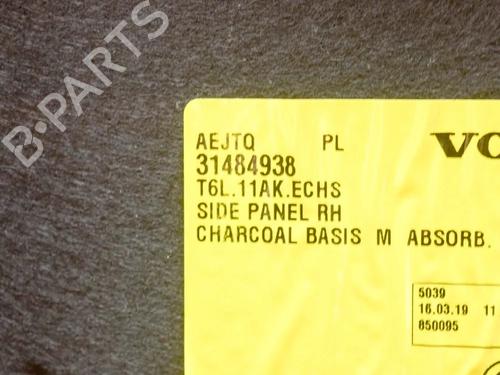 B-PARTS
AEJTQ PL
31484938
T6L.11AK.ECHS
SIDE PANEL RH
CHARCOAL BASIS M ABSORB.
5039
16.03.19 11
850095